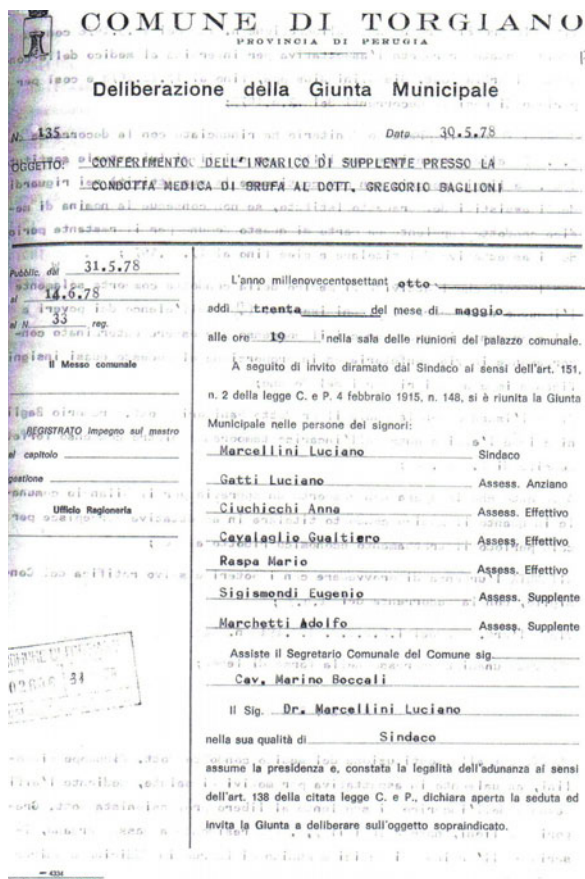 COMUNE DI TORGIANO
PROVINCIA DI PERUGIA
Deliberazione della Giunta Municipale
N. 135 Data 30.5.78
OGGETTO: CONFERIMENTO DELL'INCARICO DI SUPPLENTE PRESSO LA
CONDOTTA MEDICA DI BRUFA AL DOTT. GREGORIO BAGLIONI
Pubblic. dal 31.5.78
al 14.6.78
al N. 33 reg.
Il Messo comunale
REGISTRATO Impegno sul mastro
al capitolo
gestione
Ufficio Ragioneria
L'anno millenovecentosettant otto
addì trenta del mese di maggio
alle ore 19 nella sala delle riunioni del palazzo comunale.
A seguito di invito diramato dal Sindaco ai sensi dell'art. 151,
n. 2 della legge C. e P. 4 febbraio 1915, n. 148, si è riunita la Giunta
Municipale nelle persone dei signori:
Marcellini Luciano Sindaco
Gatti Luciano Assess. Anziano
Ciuchicchi Anna Assess. Effettivo
Cavalaglio Gualtiero Assess. Effettivo
Raspa Mario Assess. Effettivo
Sigismondi Eugenio Assess. Supplente
Marchetti Adolfo Assess. Supplente
Assiste il Segretario Comunale del Comune sig.
Cav. Marino Boccali
Il Sig. Dr. Marcellini Luciano
nella sua qualità di Sindaco
assume la presidenza e, constata la legalità dell'adunanza ai sensi
dell'art. 138 della citata legge C. e P., dichiara aperta la seduta ed
invita la Giunta a deliberare sull'oggetto sopraindicato.
4334